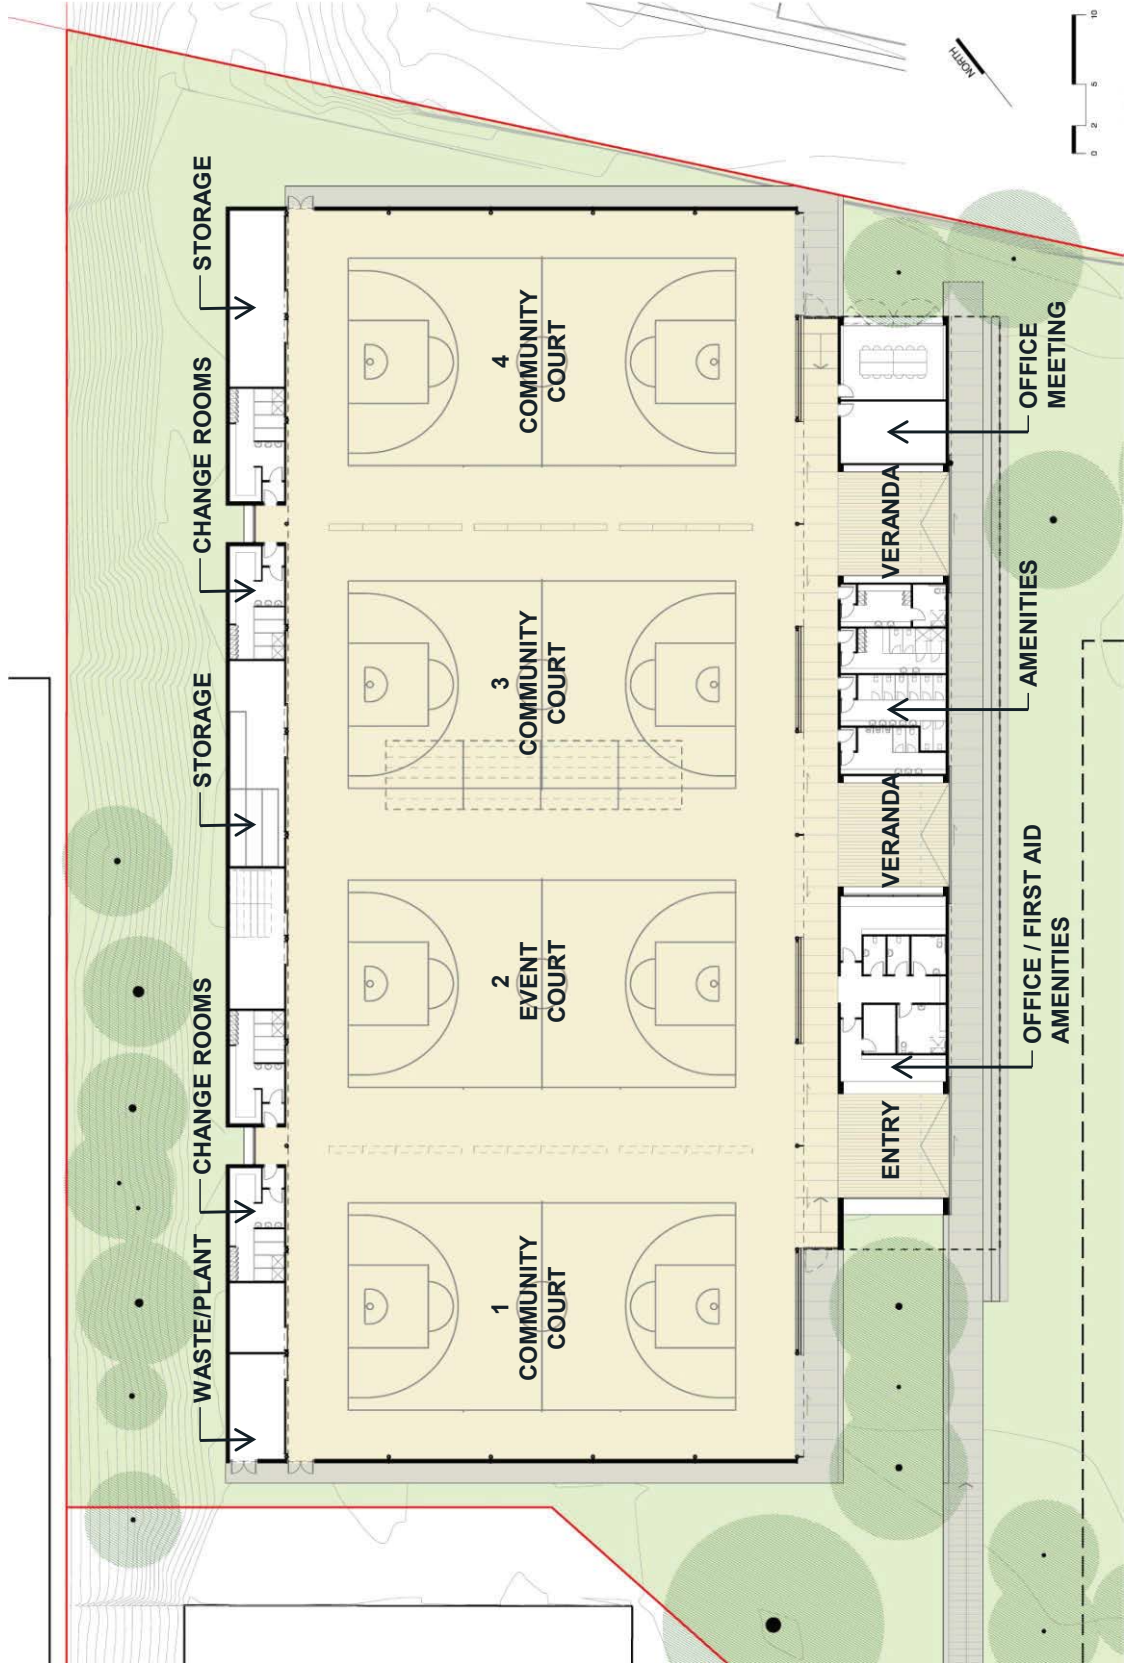 WASTE/PLANT
CHANGE ROOMS
STORAGE
CHANGE ROOMS
STORAGE
1
COMMUNITY
COURT
2
EVENT
COURT
3
COMMUNITY
COURT
4
COMMUNITY
COURT
ENTRY
VERANDA
VERANDA
OFFICE / FIRST AID
AMENITIES
AMENITIES
OFFICE
MEETING
NORTH
0 2 5 10